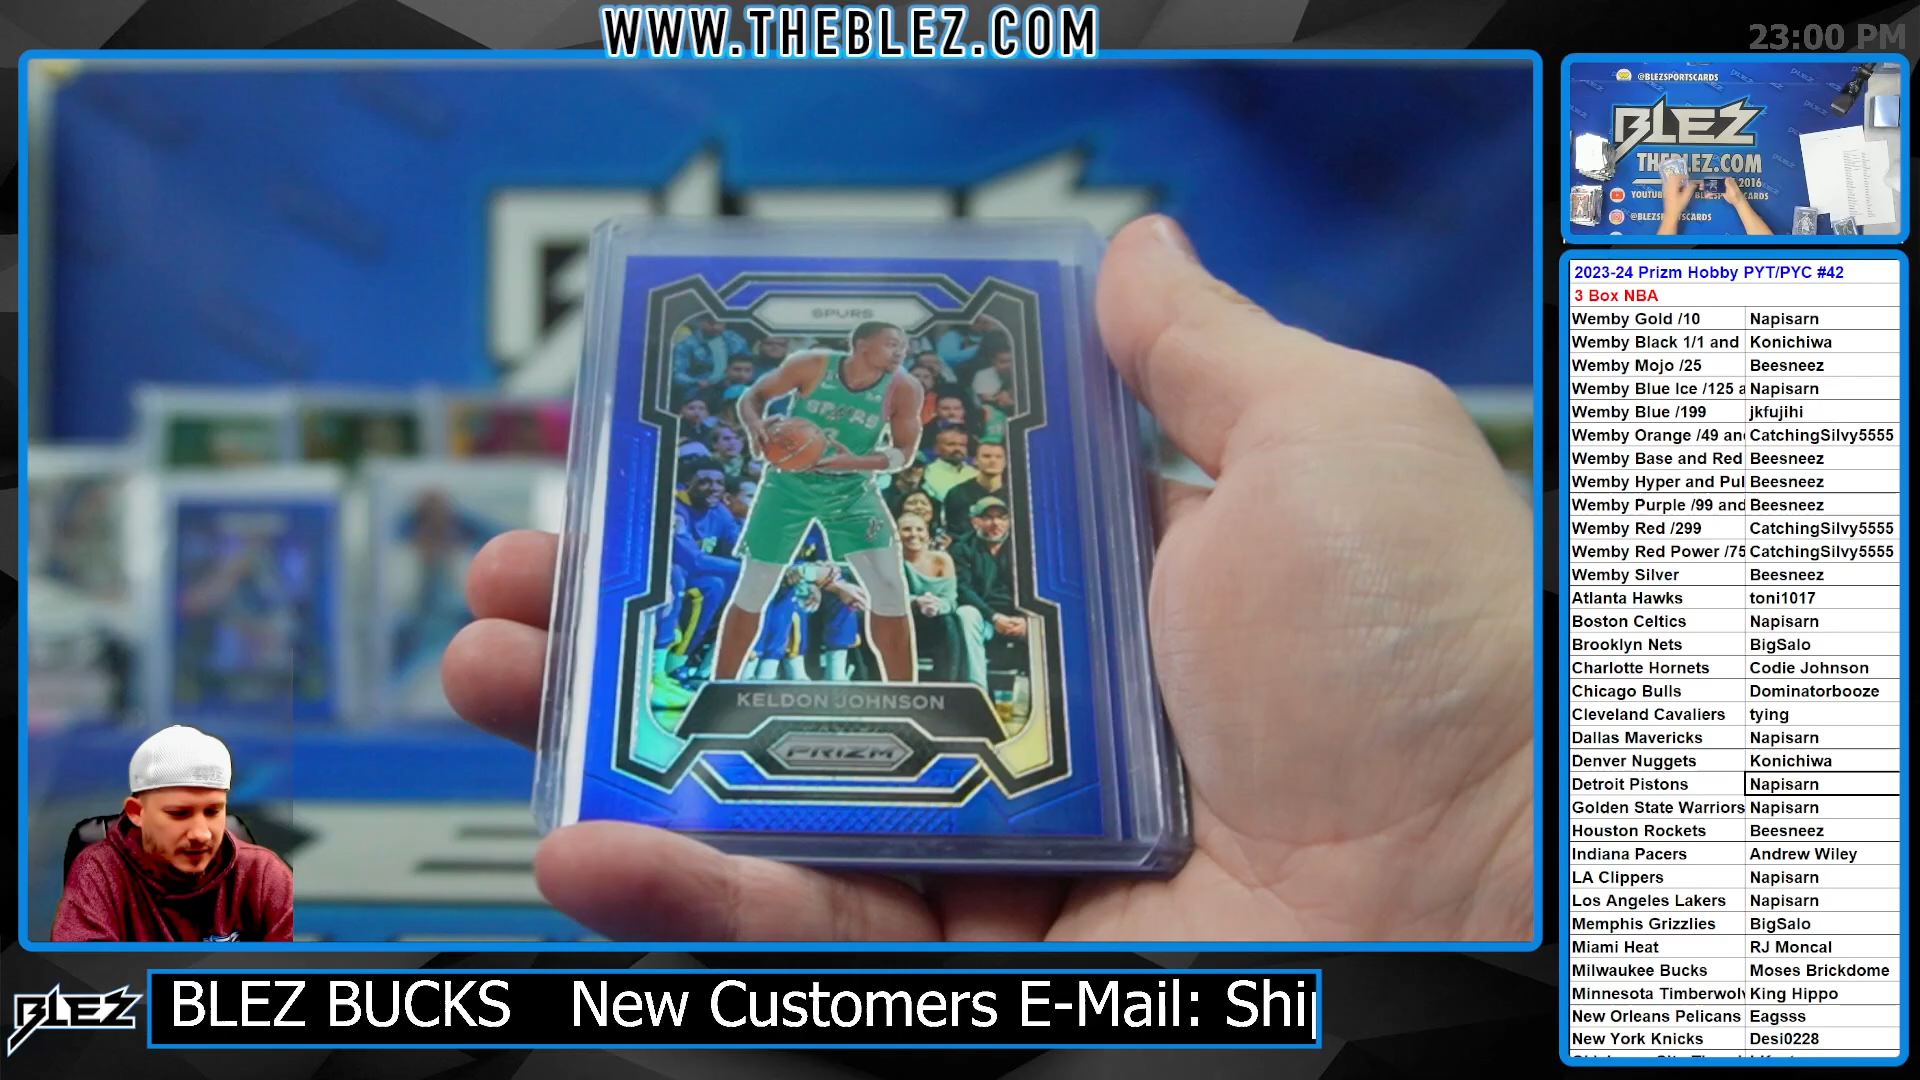 WWW.THEBLEZ.COM
23:00 PM
@BLEZSPORTSCARDS
BLEZ
THEBLEZ.COM
2016
@BLEZSPORTSCARDS
SPURS
SPURS
KELDON JOHNSON
PRIZM
2023-24 Prizm Hobby PYT/PYC #42
3 Box NBA
Wemby Gold /10 Napisarn
Wemby Black 1/1 and Konichiwa
Wemby Mojo /25 Beesneez
Wemby Blue Ice /125 a Napisarn
Wemby Blue /199 jkfujihi
Wemby Orange /49 an CatchingSilvy5555
Wemby Base and Red Beesneez
Wemby Hyper and Pul Beesneez
Wemby Purple /99 and Beesneez
Wemby Red /299 CatchingSilvy5555
Wemby Red Power /75 CatchingSilvy5555
Wemby Silver Beesneez
Atlanta Hawks toni1017
Boston Celtics Napisarn
Brooklyn Nets BigSalo
Charlotte Hornets Codie Johnson
Chicago Bulls Dominatorbooze
Cleveland Cavaliers tying
Dallas Mavericks Napisarn
Denver Nuggets Konichiwa
Detroit Pistons Napisarn
Golden State Warriors Napisarn
Houston Rockets Beesneez
Indiana Pacers Andrew Wiley
LA Clippers Napisarn
Los Angeles Lakers Napisarn
Memphis Grizzlies BigSalo
Miami Heat RJ Moncal
Milwaukee Bucks Moses Brickdome
Minnesota Timberwolv King Hippo
New Orleans Pelicans Eagsss
New York Knicks Desi0228
BLEZ
BLEZ BUCKS New Customers E-Mail: Ship